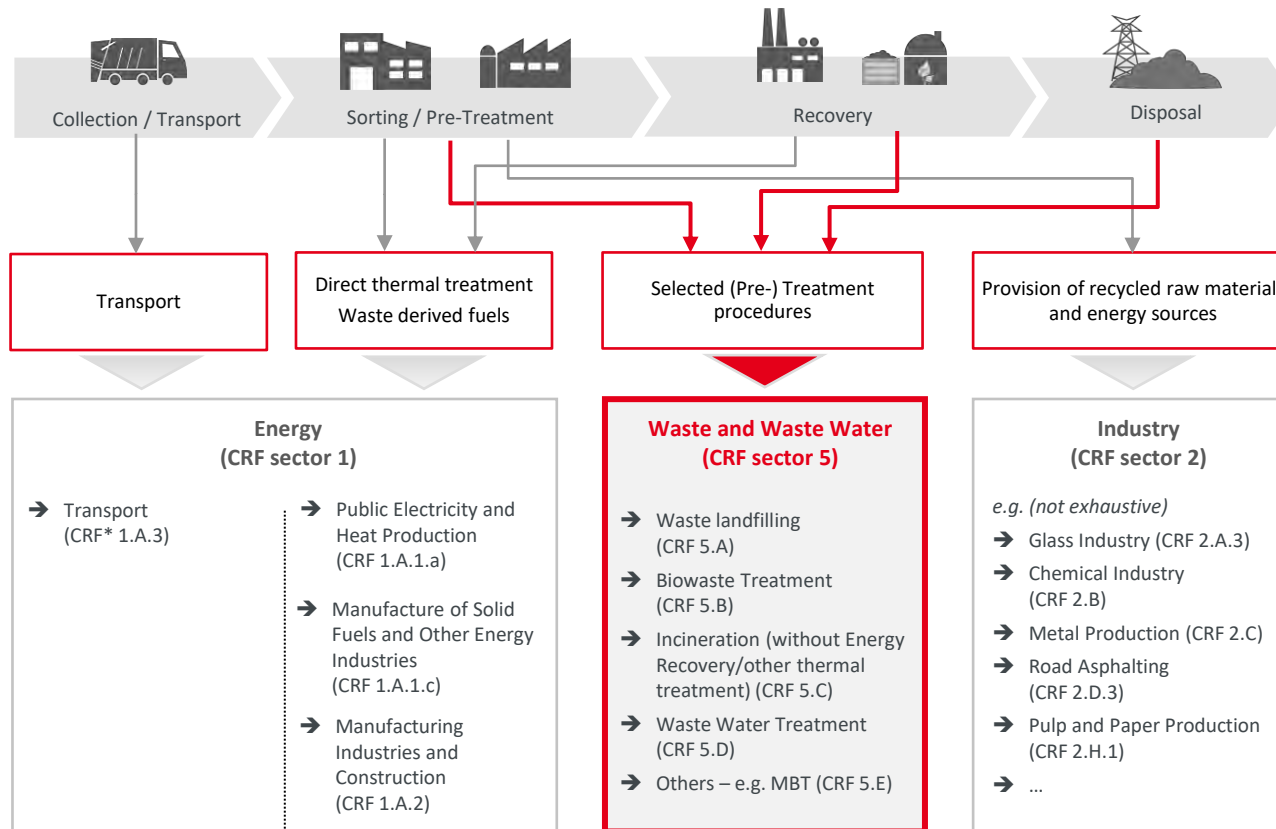 Collection / Transport
Sorting / Pre-Treatment
Recovery
Disposal
Transport
Direct thermal treatment
Waste derived fuels
Selected (Pre-) Treatment
procedures
Provision of recycled raw material
and energy sources
Energy
(CRF sector 1)
➔ Transport
(CRF* 1.A.3)
➔ Public Electricity and
Heat Production
(CRF 1.A.1.a)
➔ Manufacture of Solid
Fuels and Other Energy
Industries
(CRF 1.A.1.c)
➔ Manufacturing
Industries and
Construction
(CRF 1.A.2)
Waste and Waste Water
(CRF sector 5)
➔ Waste landfilling
(CRF 5.A)
➔ Biowaste Treatment
(CRF 5.B)
➔ Incineration (without Energy
Recovery/other thermal
treatment) (CRF 5.C)
➔ Waste Water Treatment
(CRF 5.D)
➔ Others – e.g. MBT (CRF 5.E)
Industry
(CRF sector 2)
e.g. (not exhaustive)
➔ Glass Industry (CRF 2.A.3)
➔ Chemical Industry
(CRF 2.B)
➔ Metal Production (CRF 2.C)
➔ Road Asphalting
(CRF 2.D.3)
➔ Pulp and Paper Production
(CRF 2.H.1)
➔ ...